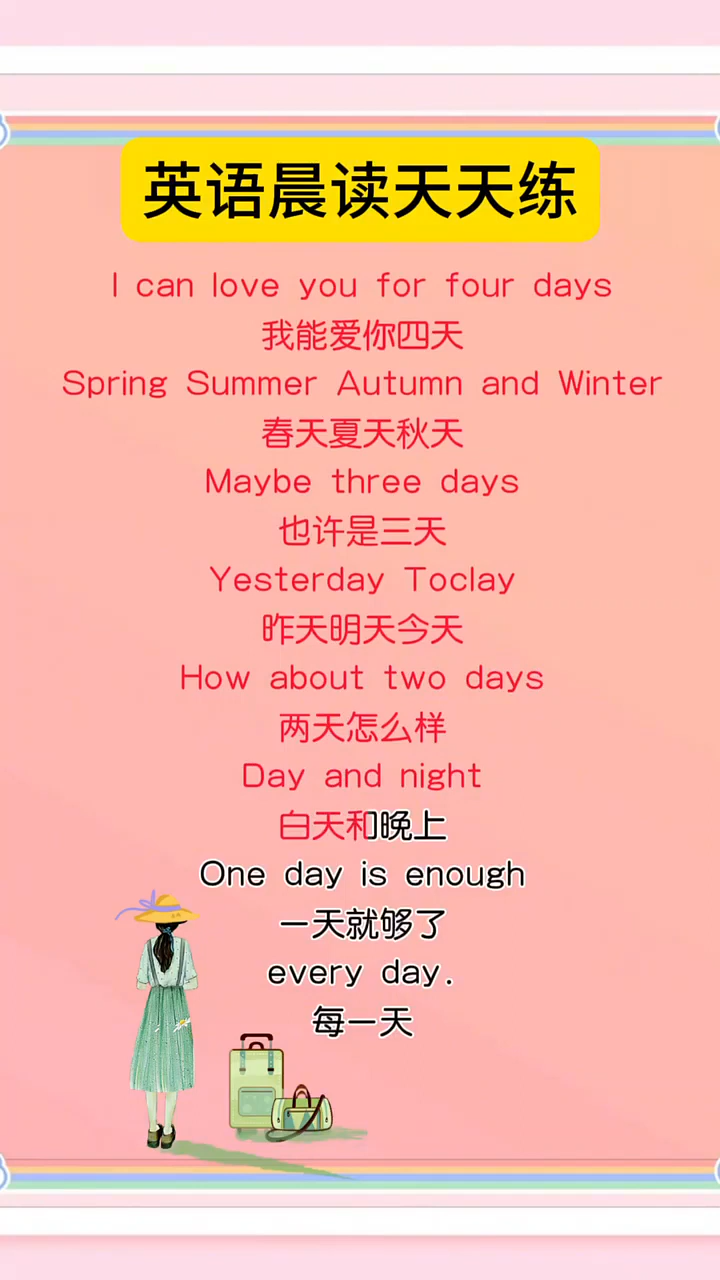 英语晨读天天练
I can love you for four days
我能爱你四天
Spring Summer Autumn and Winter
春天夏天秋天
Maybe three days
也许是三天
Yesterday Toclay
昨天明天今天
How about two days
两天怎么样
Day and night
白天和晚上
One day is enough
一天就够了
every day.
每一天